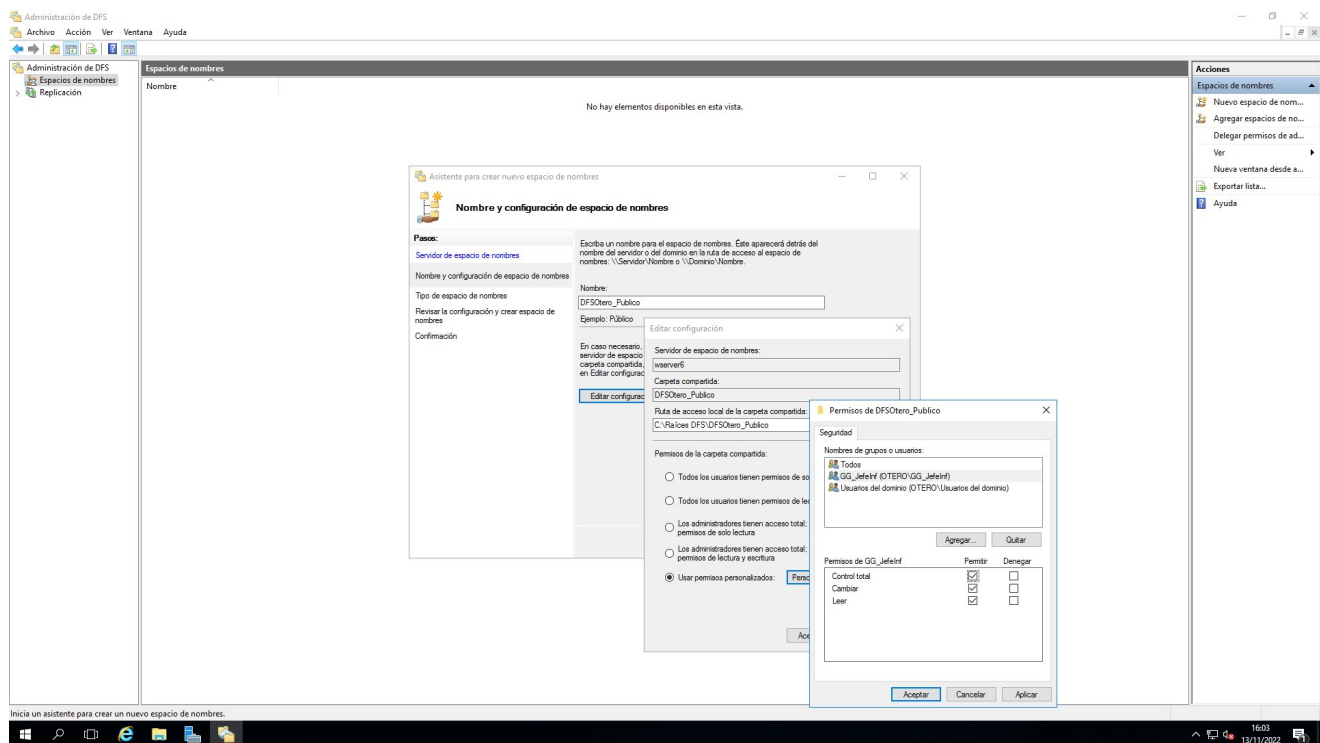 Administración de DFS
Archivo Acción Ver Ventana Ayuda
Administración de DFS
Espacios de nombres
Replicación
Espacios de nombres
Nombre
No hay elementos disponibles en esta vista.
Acciones
Espacios de nombres
Nuevo espacio de nom...
Agregar espacios de no...
Delegar permisos de ad...
Ver
Nueva ventana desde a...
Exportar lista...
Ayuda
Asistente para crear nuevo espacio de nombres
Nombre y configuración de espacio de nombres
Pasos:
Servidor de espacio de nombres
Nombre y configuración de espacio de nombres
Tipo de espacio de nombres
Revisar la configuración y crear espacio de
nombres
Confirmación
Escriba un nombre para el espacio de nombres. Éste aparecerá detrás del
nombre del servidor o del dominio en la ruta de acceso al espacio de
nombres: \\Servidor\Nombre o \\Dominio\Nombre.
Nombre:
DFSOtero_Publico
Ejemplo: Público
En caso necesario,
servidor de espacio
carpeta compartida,
en Editar configurac
Editar configurac
Editar configuración
Servidor de espacio de nombres:
wserver6
Carpeta compartida:
DFSOtero_Publico
Ruta de acceso local de la carpeta compartida:
C:\Raíces DFS\DFSOtero_Publico
Permisos de la carpeta compartida:
Todos los usuarios tienen permisos de so
Todos los usuarios tienen permisos de lec
Los administradores tienen acceso total;
permisos de solo lectura
Los administradores tienen acceso total;
permisos de lectura y escritura
Usar permisos personalizados:
Perso
Ace
Permisos de DFSOtero_Publico
Seguridad
Nombres de grupos o usuarios:
Todos
GG_JefeInf (OTERO\GG_JefeInf)
Usuarios del dominio (OTERO\Usuarios del dominio)
Agregar... Quitar
Permisos de GG_JefeInf Permitir Denegar
Control total
Cambiar
Leer
Aceptar Cancelar Aplicar
Inicia un asistente para crear un nuevo espacio de nombres.
16:03
13/11/2022